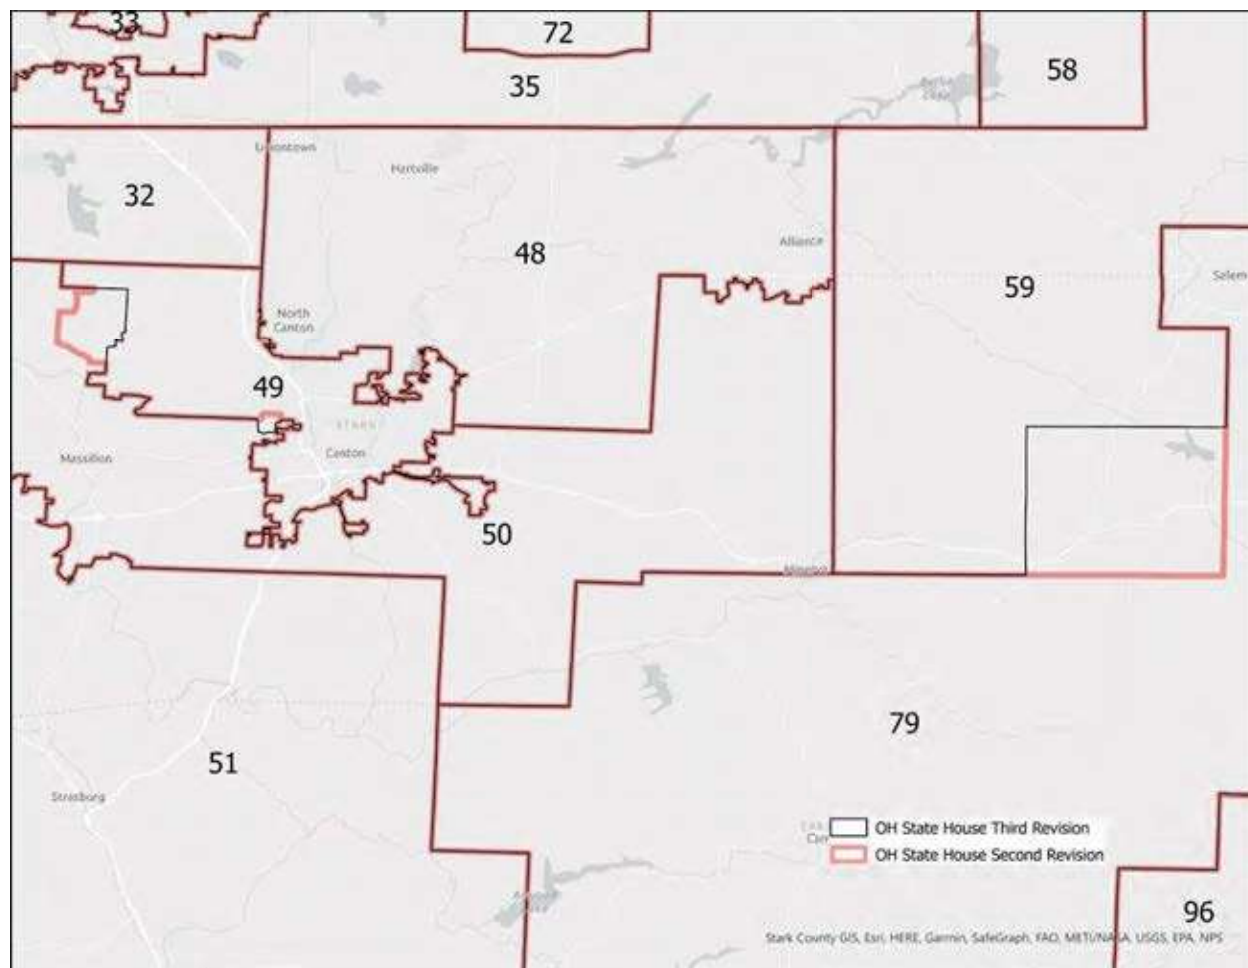 33
72
35
58
Uniontown
Hartville
32
48
Alliance
59
Salem
North
Canton
49
STARK
Canton
Massillon
50
Minerva
79
51
Strasburg
OH State House Third Revision
OH State House Second Revision
96
Stark County GIS, Esri, HERE, Garmin, SafeGraph, FAO, METI/NASA, USGS, EPA, NPS